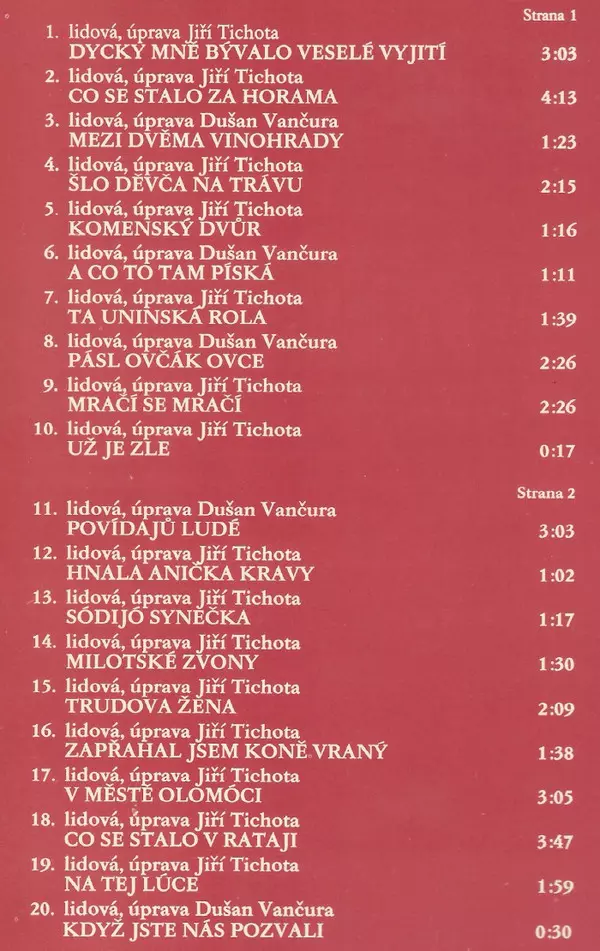 Strana 1
1. lidová, úprava Jiří Tichota
DYCKY MNĚ BÝVALO VESELÉ VYJITÍ 3:03
2. lidová, úprava Jiří Tichota
CO SE STALO ZA HORAMA 4:13
3. lidová, úprava Dušan Vančura
MEZI DVĚMA VINOHRADY 1:23
4. lidová, úprava Jiří Tichota
ŠLO DĚVČA NA TRÁVU 2:15
5. lidová, úprava Jiří Tichota
KOMENSKÝ DVŮR 1:16
6. lidová, úprava Dušan Vančura
A CO TO TAM PÍSKÁ 1:11
7. lidová, úprava Jiří Tichota
TA UNINSKÁ ROLA 1:39
8. lidová, úprava Dušan Vančura
PÁSL OVČÁK OVCE 2:26
9. lidová, úprava Jiří Tichota
MRAČÍ SE MRAČÍ 2:26
10. lidová, úprava Jiří Tichota
UŽ JE ZLE 0:17
Strana 2
11. lidová, úprava Dušan Vančura
POVÍDAJŮ LUDÉ 3:03
12. lidová, úprava Jiří Tichota
HNALA ANIČKA KRAVY 1:02
13. lidová, úprava Jiří Tichota
SÓDIJÓ SYNEČKA 1:17
14. lidová, úprava Jiří Tichota
MILOTSKÉ ZVONY 1:30
15. lidová, úprava Jiří Tichota
TRUDOVA ŽENA 2:09
16. lidová, úprava Jiří Tichota
ZAPRAHAL JSEM KONĚ VRANÝ 1:38
17. lidová, úprava Jiří Tichota
V MĚSTĚ OLOMÓCI 3:05
18. lidová, úprava Jiří Tichota
CO SE STALO V RATAJI 3:47
19. lidová, úprava Jiří Tichota
NA TEJ LÚCE 1:59
20. lidová, úprava Dušan Vančura
KDYŽ JSTE NÁS POZVALI 0:30